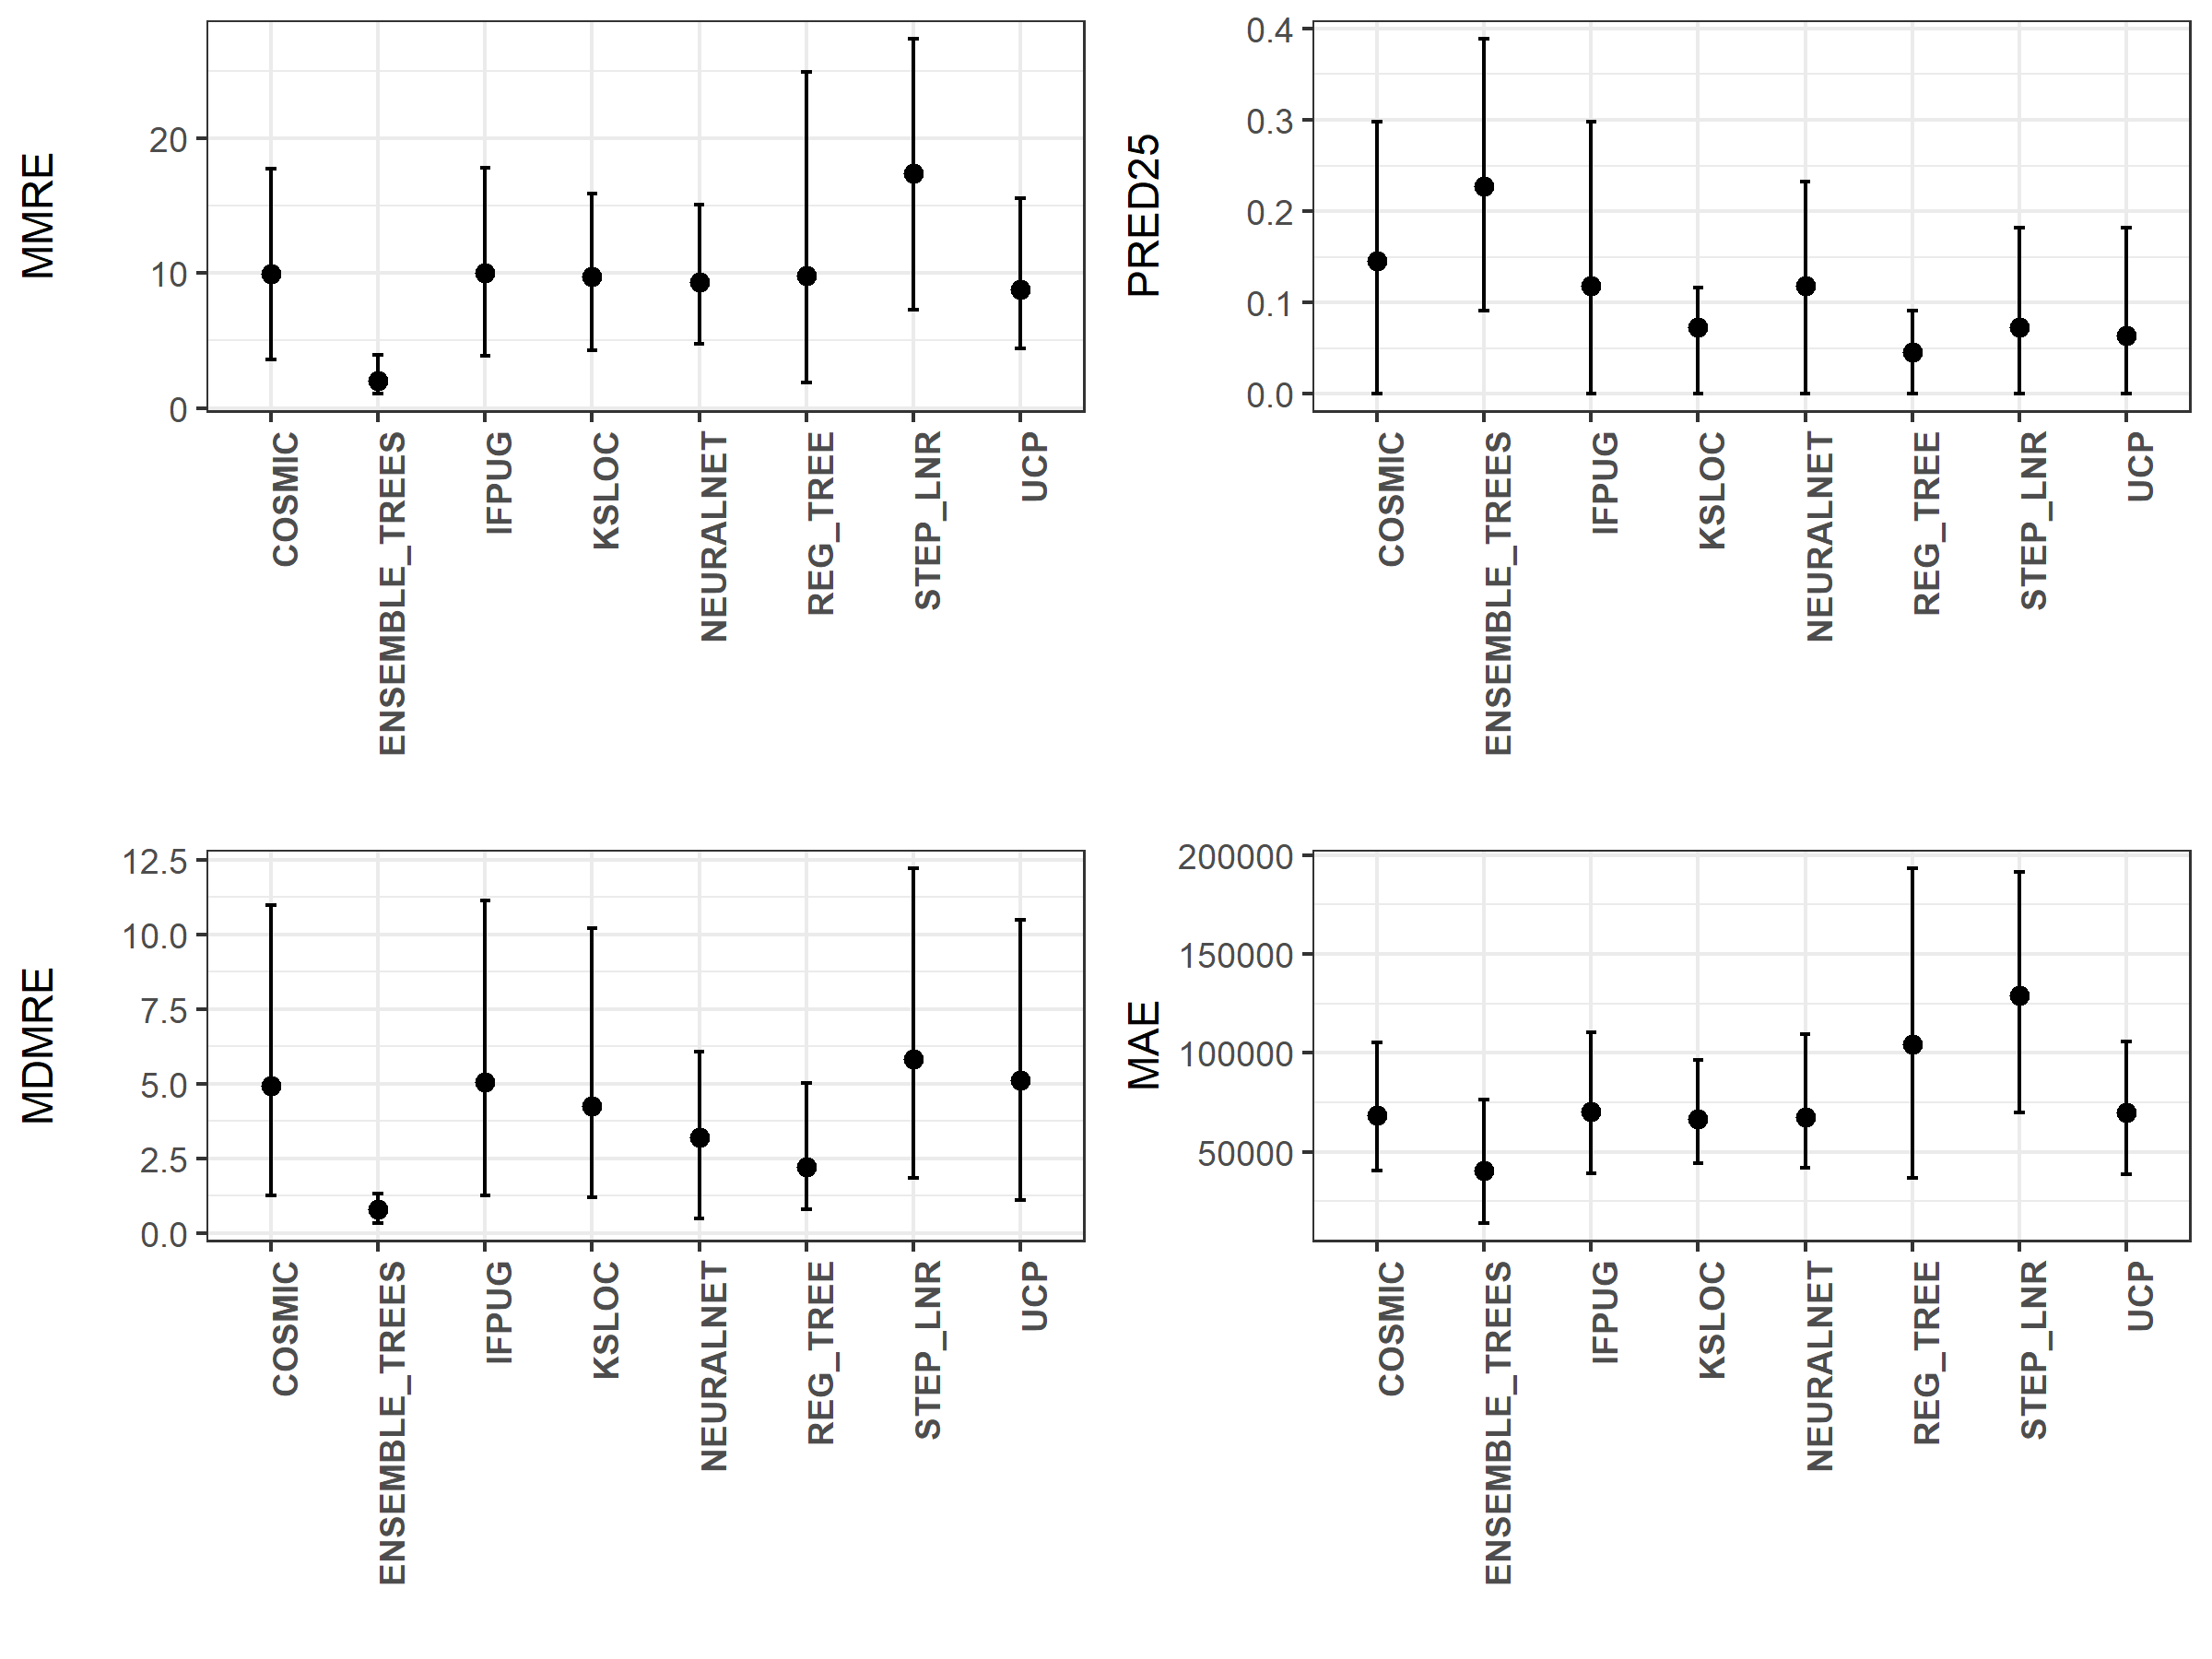 MMRE
20
10
0
COSMIC
ENSEMBLE_TREES
IFPUG
KSLOC
NEURALNET
REG_TREE
STEP_LNR
UCP
PRED25
0.4
0.3
0.2
0.1
0.0
COSMIC
ENSEMBLE_TREES
IFPUG
KSLOC
NEURALNET
REG_TREE
STEP_LNR
UCP
MDMRE
12.5
10.0
7.5
5.0
2.5
0.0
COSMIC
ENSEMBLE_TREES
IFPUG
KSLOC
NEURALNET
REG_TREE
STEP_LNR
UCP
MAE
200000
150000
100000
50000
COSMIC
ENSEMBLE_TREES
IFPUG
KSLOC
NEURALNET
REG_TREE
STEP_LNR
UCP